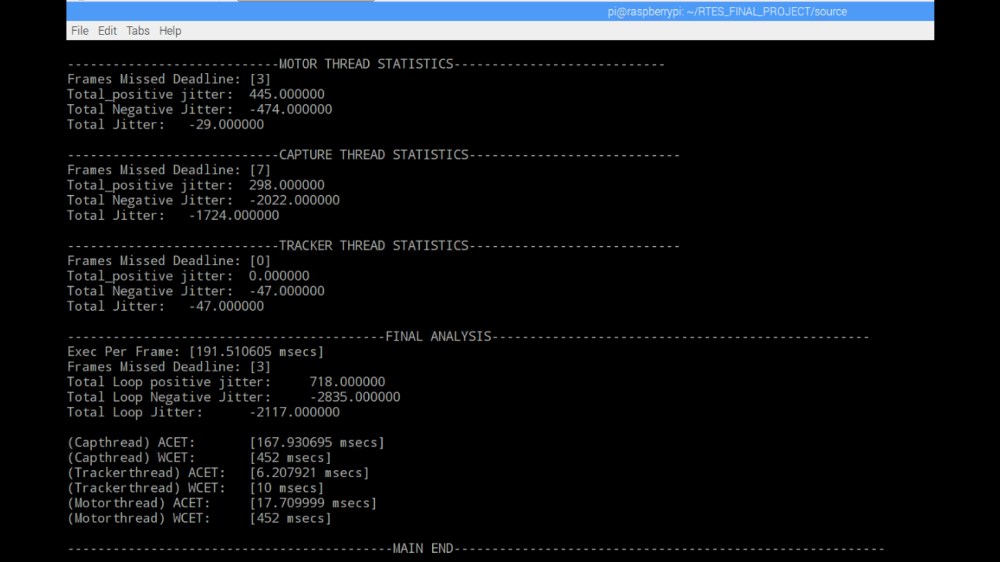 pi@raspberrypi: ~/RTES_FINAL_PROJECT/source
File Edit Tabs Help
----------------------------MOTOR THREAD STATISTICS----------------------------
Frames Missed Deadline: [3]
Total_positive jitter:  445.000000
Total Negative Jitter:  -474.000000
Total Jitter:   -29.000000
----------------------------CAPTURE THREAD STATISTICS----------------------------
Frames Missed Deadline: [7]
Total_positive jitter:  298.000000
Total Negative Jitter:  -2022.000000
Total Jitter:   -1724.000000
----------------------------TRACKER THREAD STATISTICS----------------------------
Frames Missed Deadline: [0]
Total_positive jitter:  0.000000
Total Negative Jitter:  -47.000000
Total Jitter:   -47.000000
------------------------------------------FINAL ANALYSIS--------------------------------------------------
Exec Per Frame: [191.510605 msecs]
Frames Missed Deadline: [3]
Total Loop positive jitter:     718.000000
Total Loop Negative Jitter:     -2835.000000
Total Loop Jitter:      -2117.000000
(Capthread) ACET:       [167.930695 msecs]
(Capthread) WCET:       [452 msecs]
(Trackerthread) ACET:   [6.207921 msecs]
(Trackerthread) WCET:   [10 msecs]
(Motorthread) ACET:     [17.709999 msecs]
(Motorthread) WCET:     [452 msecs]
-------------------------------------------MAIN END---------------------------------------------------------